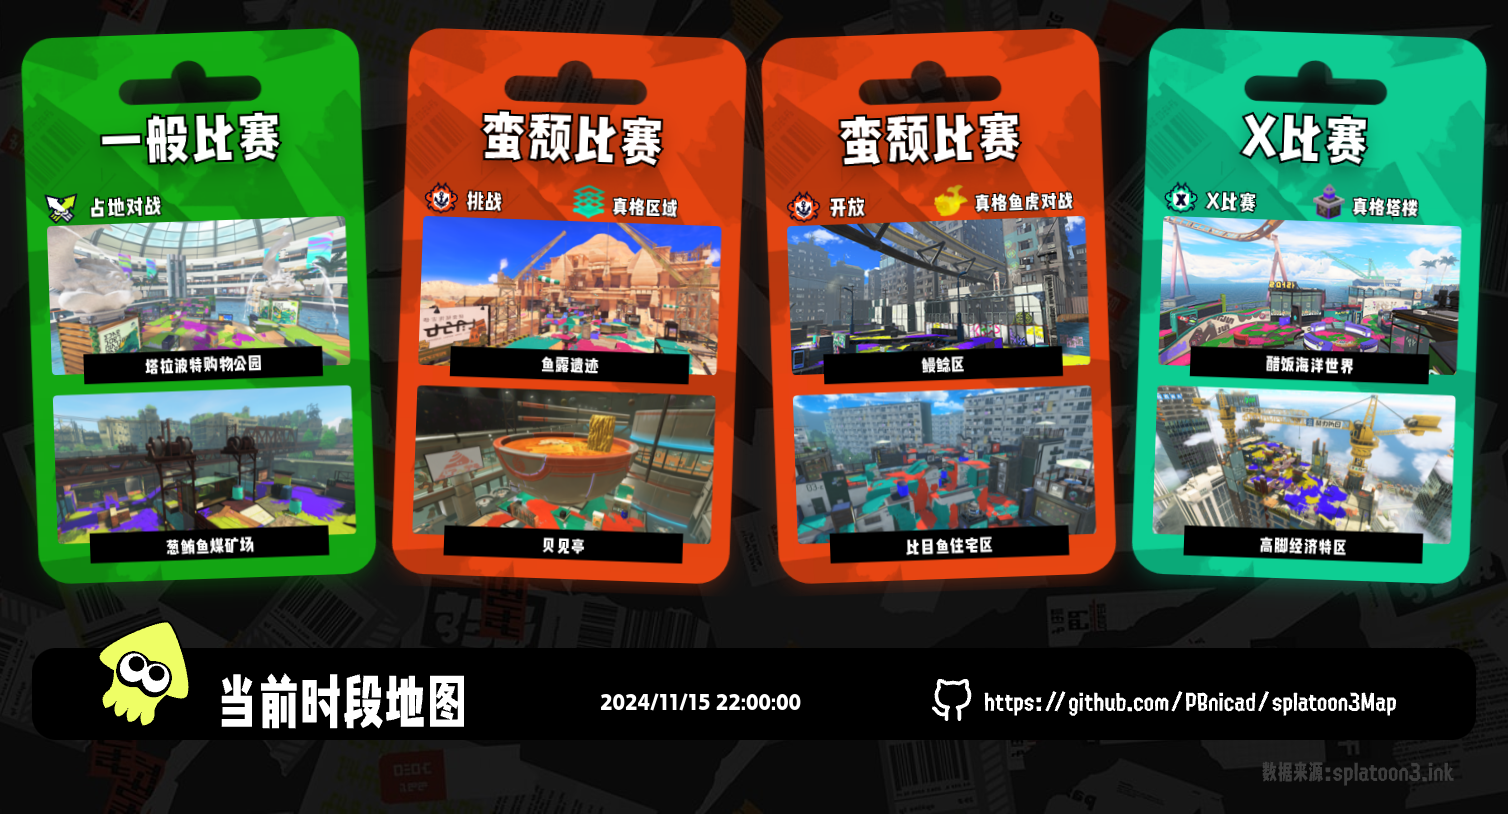 一般比赛
占地对战
塔拉波特购物公园
葱鲔鱼煤矿场
蛮颓比赛
挑战
真格区域
鱼露遗迹
贝见亭
蛮颓比赛
开放
真格鱼虎对战
鳗鲶区
比目鱼住宅区
X比赛
X比赛
真格塔楼
醋饭海洋世界
高脚经济特区
当前时段地图
2024/11/15 22:00:00
https://github.com/PBnicad/splatoon3Map
数据来源:splatoon3.ink